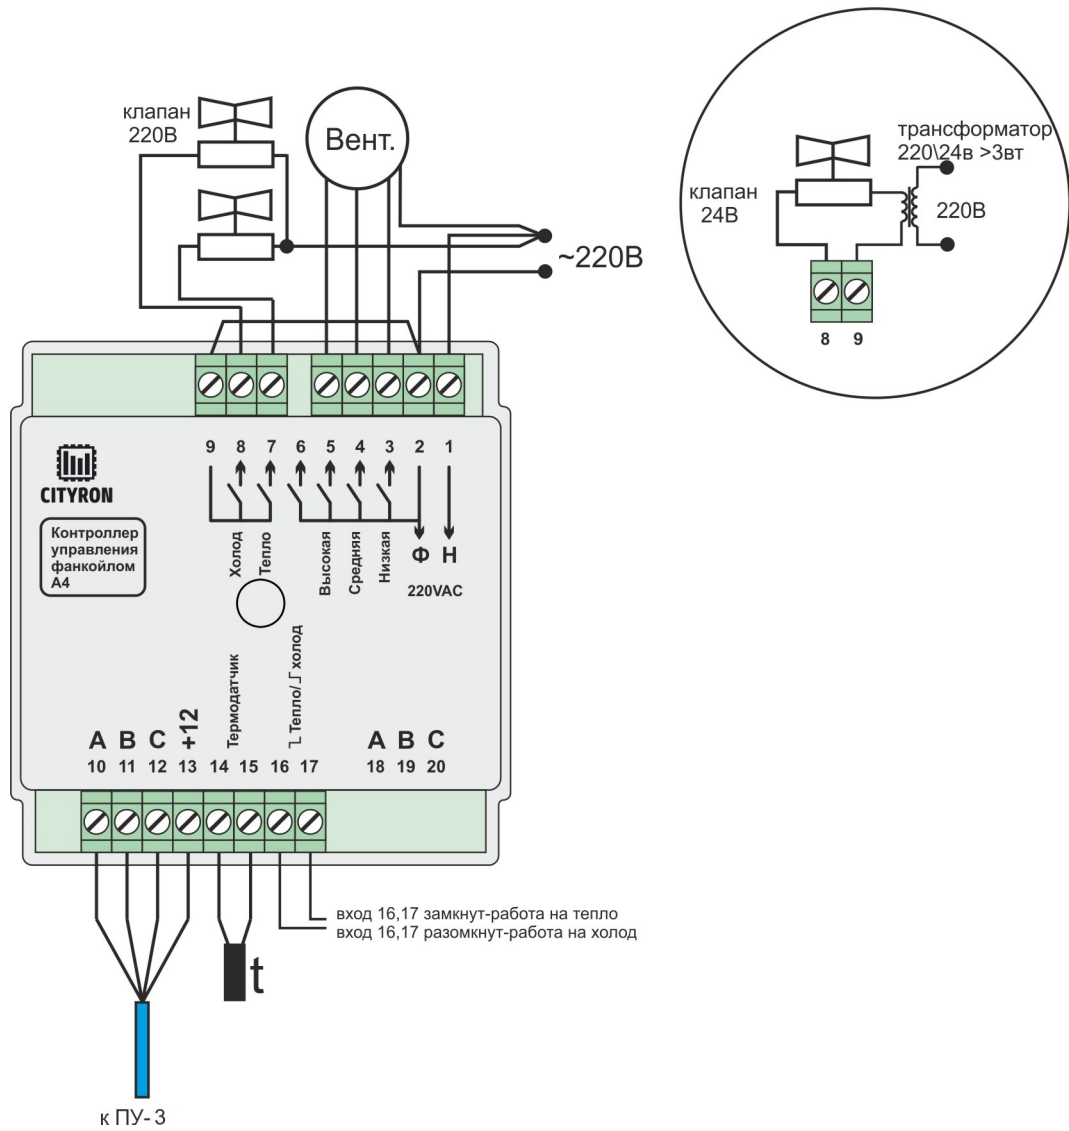 клапан
220В
Вент.
~220В
трансформатор
220\24в >3вт
клапан
24В
220В
8 9
9 8 7 6 5 4 3 2 1
CITYRON
Контроллер
управления
фанкойлом
А4
Холод
Тепло
Высокая
Средняя
Низкая
Ф Н
220VAC
Термодатчик
Тепло/ холод
A B C +12
10 11 12 13 14 15 16 17
A B C
18 19 20
вход 16,17 замкнут-работа на тепло
вход 16,17 разомкнут-работа на холод
t
к ПУ-3